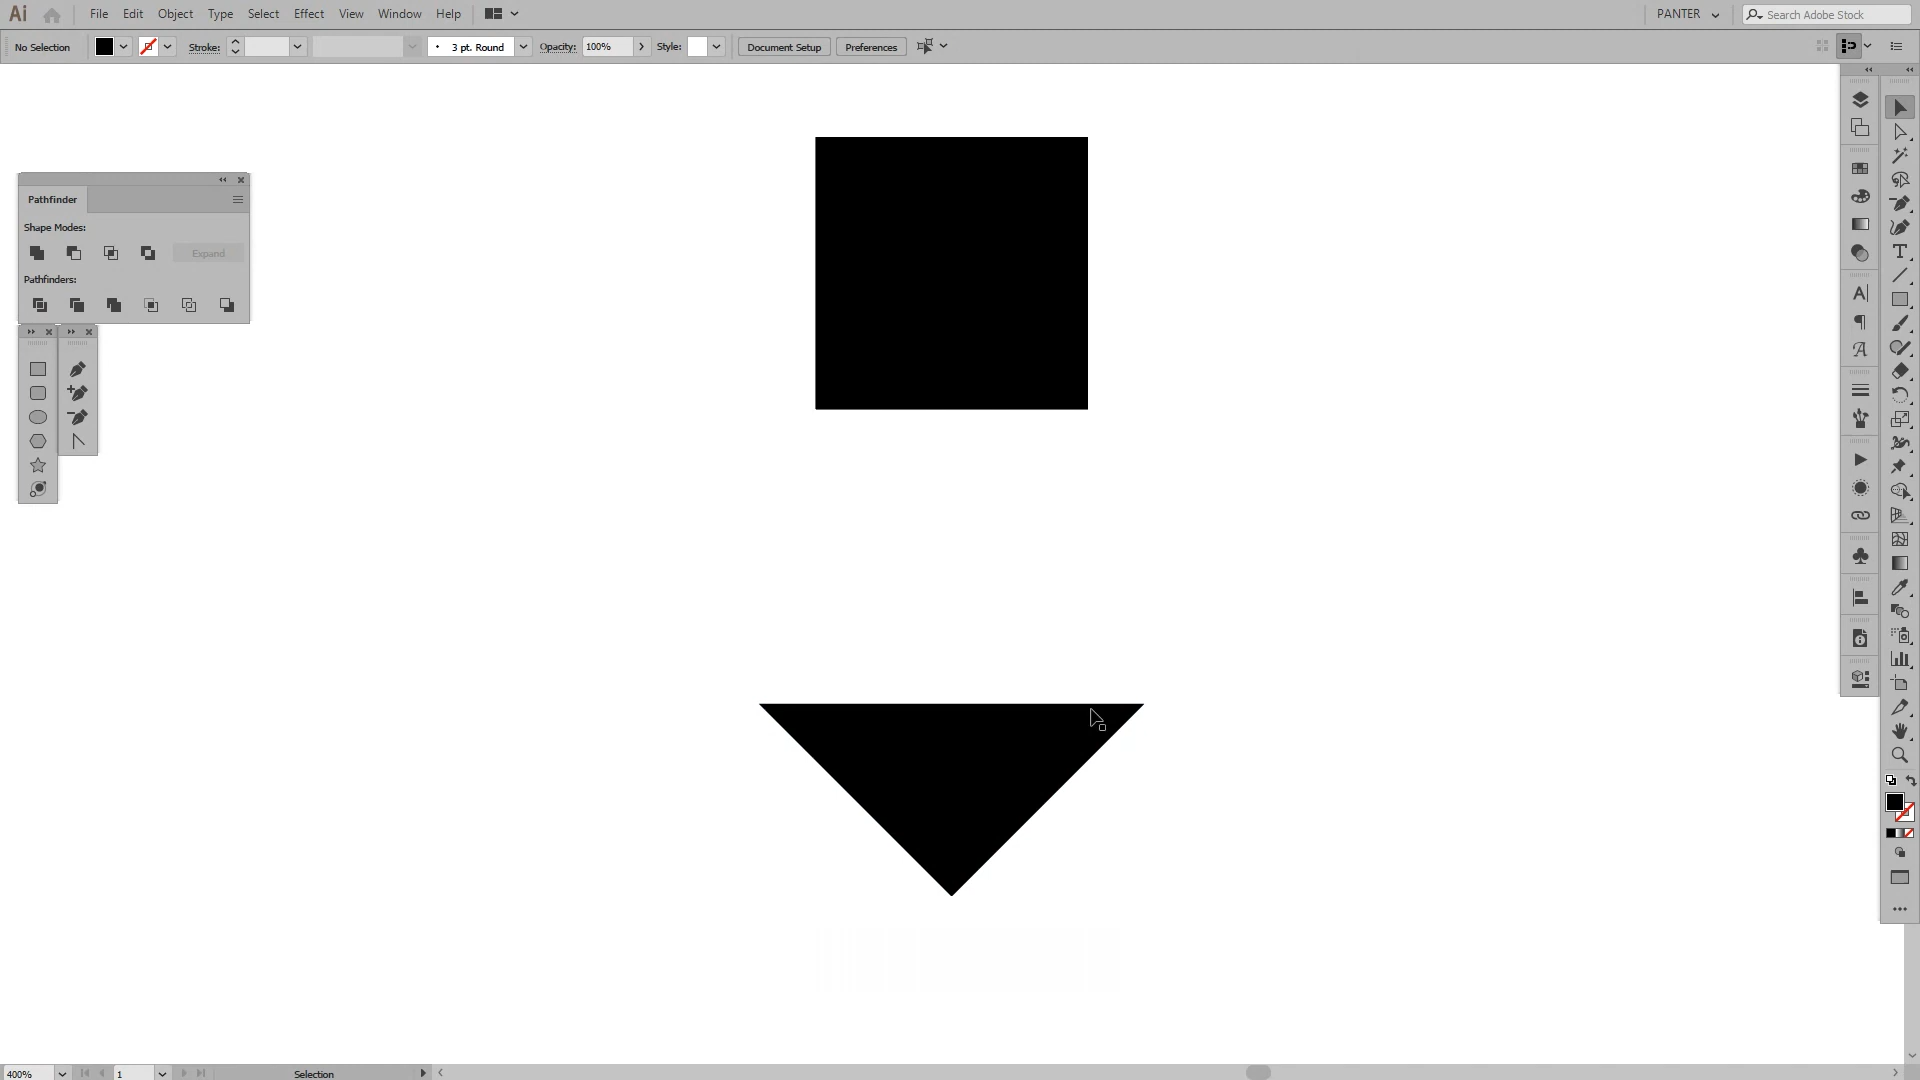 Ai File Edit Object Type Select Effect View Window Help PANTER Search Adobe Stock
No Selection Stroke: 3 pt. Round Opacity: 100% Style: Document Setup Preferences
Pathfinder
Shape Modes:
Expand
Pathfinders:
400% 1 Selection